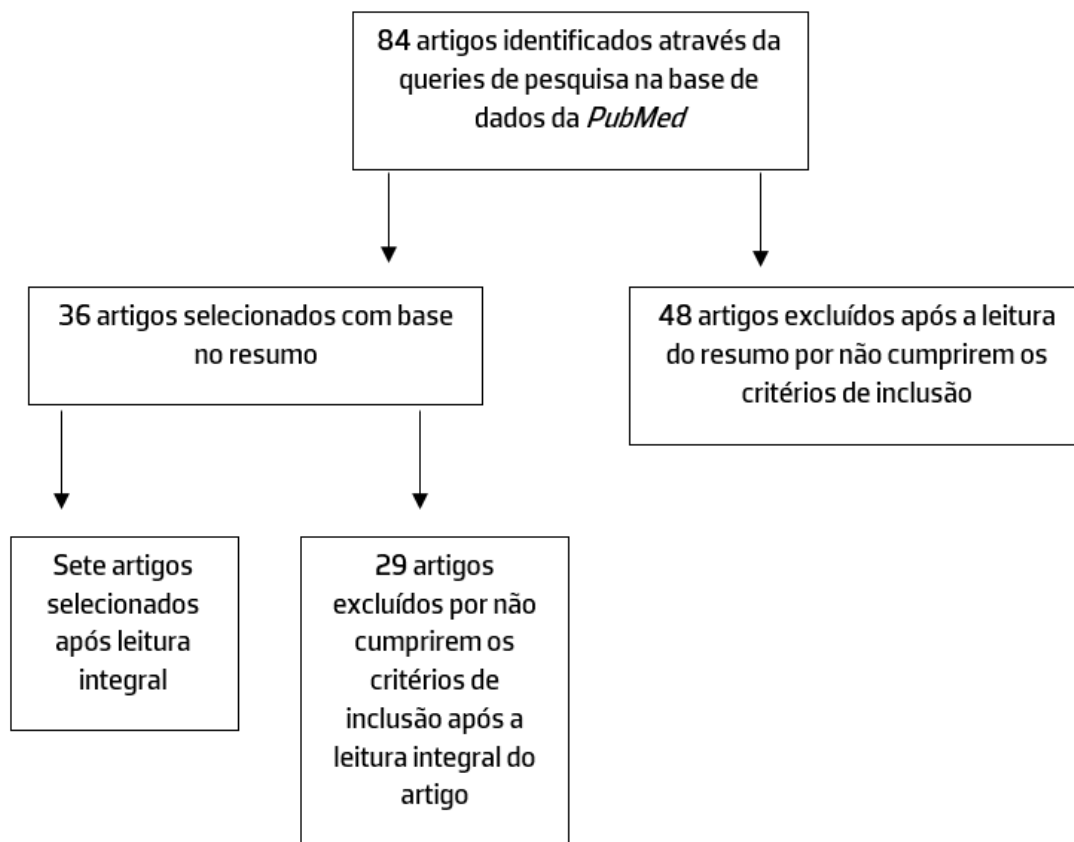 84 artigos identificados através da
queries de pesquisa na base de
dados da PubMed
36 artigos selecionados com base
no resumo
48 artigos excluídos após a leitura
do resumo por não cumprirem os
critérios de inclusão
Sete artigos
selecionados
após leitura
integral
29 artigos
excluídos por não
cumprirem os
critérios de
inclusão após a
leitura integral do
artigo